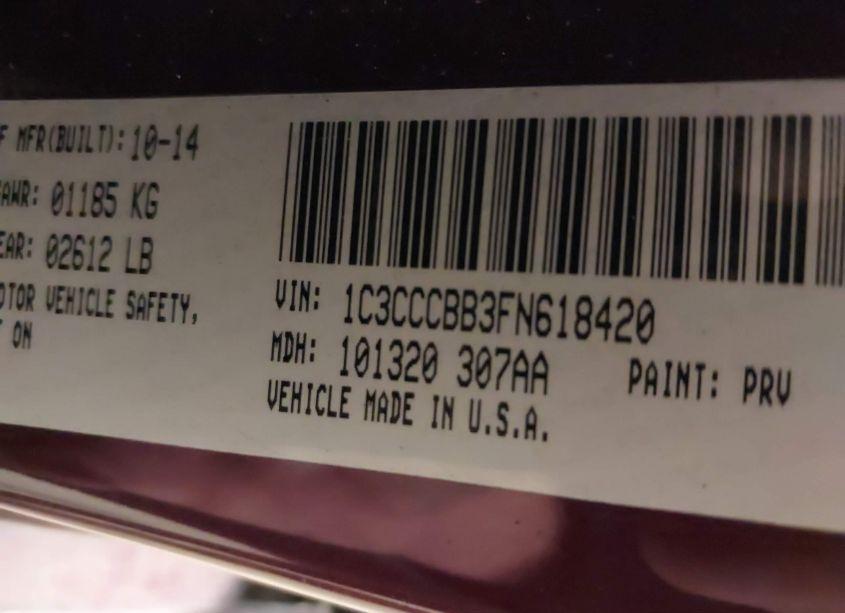 F MFR(BUILT): 10-14
AWR: 01185 KG
EAR: 02612 LB
OTOR VEHICLE SAFETY,
T ON
VIN: 1C3CCCBB3FN618420
MDH: 101320 307AA PAINT: PRV
VEHICLE MADE IN U.S.A.